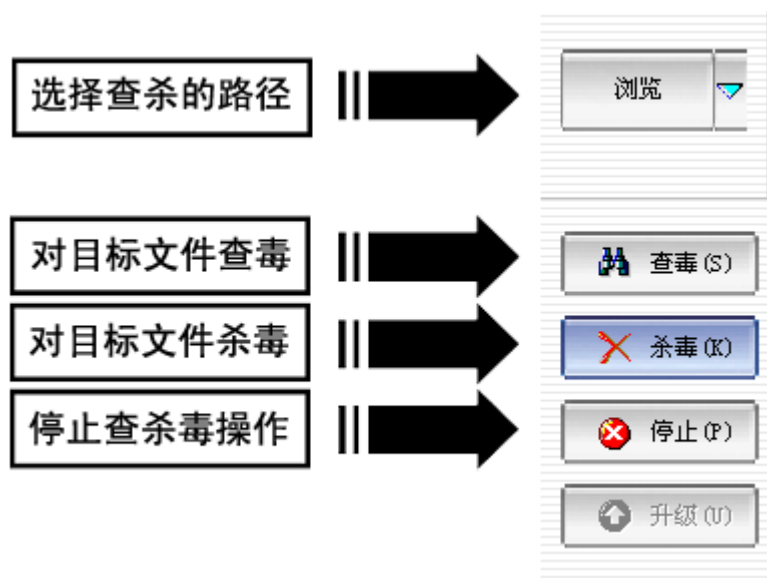 选择查杀的路径
浏览
对目标文件查毒
查毒(S)
对目标文件杀毒
杀毒(K)
停止查杀毒操作
停止(P)
升级(U)